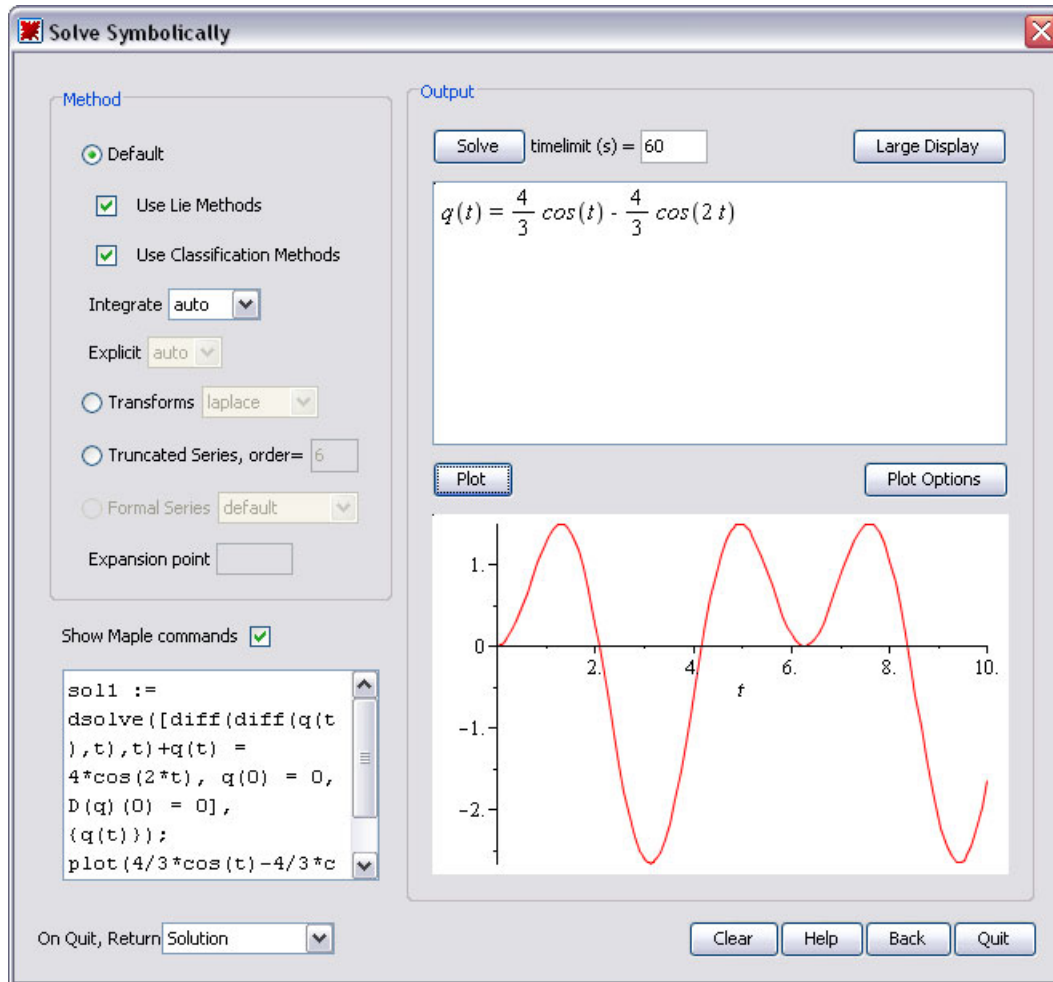 Solve Symbolically
Method
Default
Use Lie Methods
Use Classification Methods
Integrate auto
Explicit auto
Transforms laplace
Truncated Series, order= 6
Formal Series default
Expansion point
Show Maple commands
sol1 :=
dsolve([diff(diff(q(t
),t),t)+q(t) =
4*cos(2*t), q(0) = 0,
D(q)(0) = 0],
{q(t)});
plot(4/3*cos(t)-4/3*c
On Quit, Return Solution
Output
Solve timelimit (s) = 60 Large Display
q(t) = 4/3 cos(t) - 4/3 cos(2 t)
Plot Plot Options
1.
0
2. 4. 6. 8. 10.
t
-1.
-2.
Clear Help Back Quit